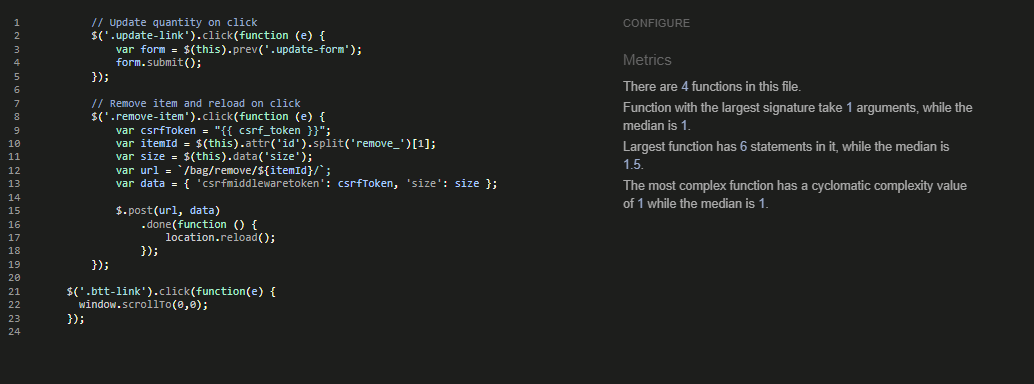 1 // Update quantity on click
2 $('.update-link').click(function (e) {
3 var form = $(this).prev('.update-form');
4 form.submit();
5 });
6
7 // Remove item and reload on click
8 $('.remove-item').click(function (e) {
9 var csrfToken = "{{ csrf_token }}";
10 var itemId = $(this).attr('id').split('remove_')[1];
11 var size = $(this).data('size');
12 var url = `/bag/remove/${itemId}/`;
13 var data = { 'csrfmiddlewaretoken': csrfToken, 'size': size };
14
15 $.post(url, data)
16 .done(function () {
17 location.reload();
18 });
19 });
20
21 $('.btt-link').click(function(e) {
22 window.scrollTo(0,0);
23 });
24
CONFIGURE
Metrics
There are 4 functions in this file.
Function with the largest signature take 1 arguments, while the
median is 1.
Largest function has 6 statements in it, while the median is
1.5.
The most complex function has a cyclomatic complexity value
of 1 while the median is 1.